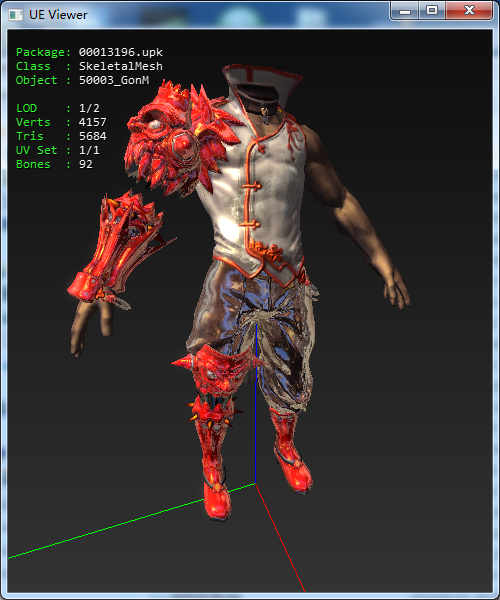 UE Viewer
Package: 00013196.upk
Class : SkeletalMesh
Object : 50003_GonM
LOD : 1/2
Verts : 4157
Tris : 5684
UV Set : 1/1
Bones : 92